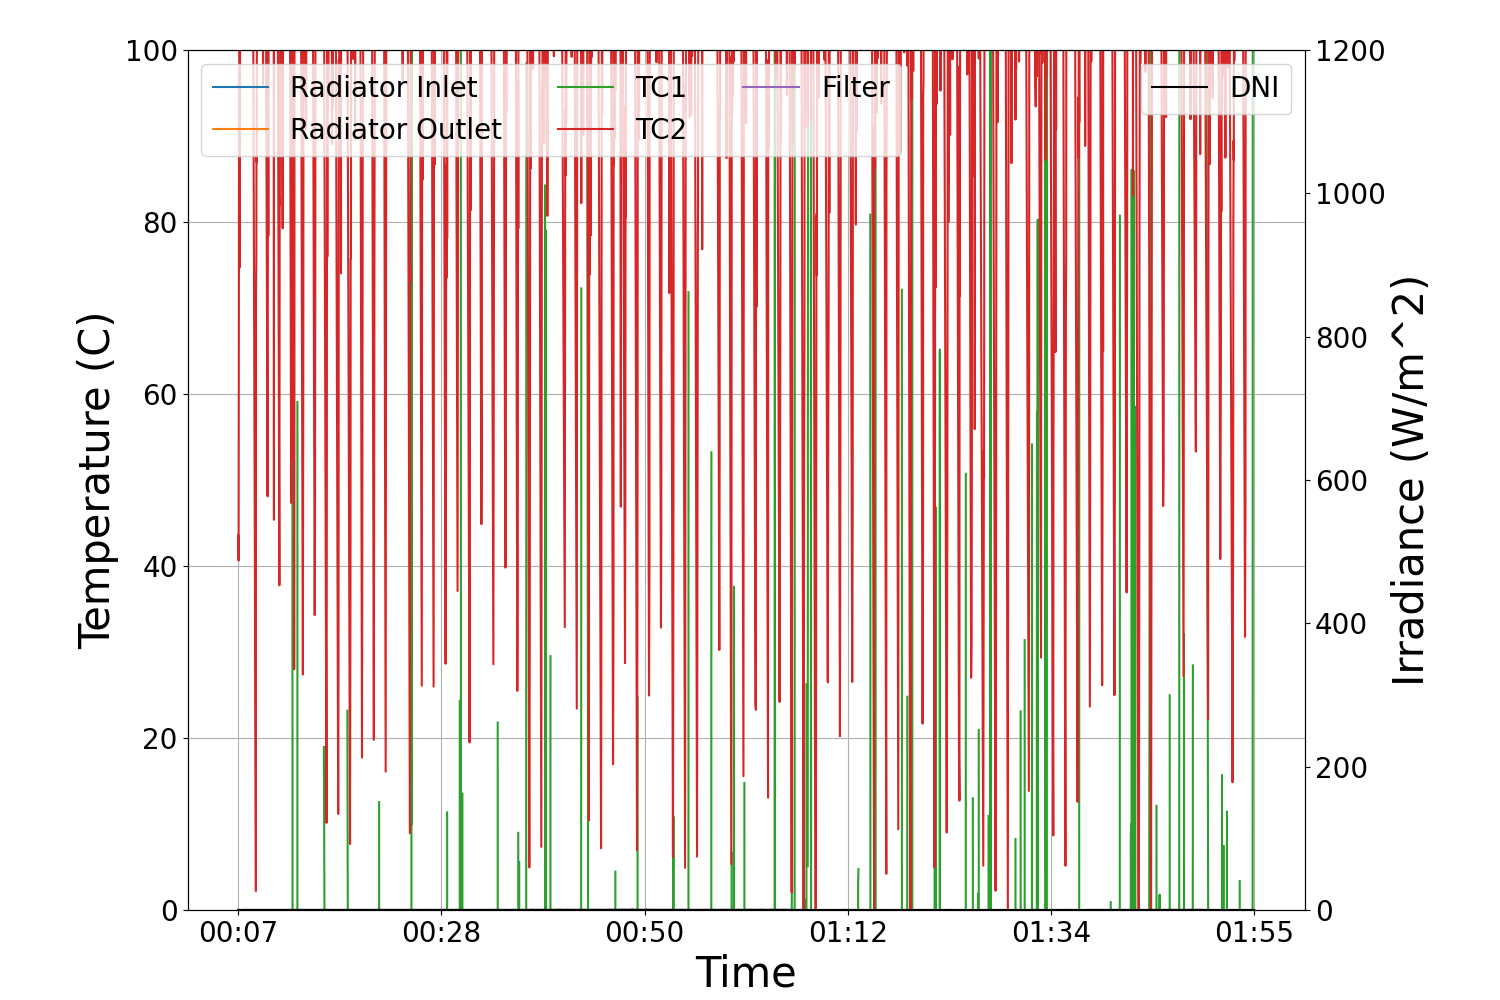 100
80
60
40
20
0
Temperature (C)
Radiator Inlet
Radiator Outlet
TC1
TC2
Filter
DNI
1200
1000
800
600
400
200
0
Irradiance (W/m^2)
00:07 00:28 00:50 01:12 01:34 01:55
Time